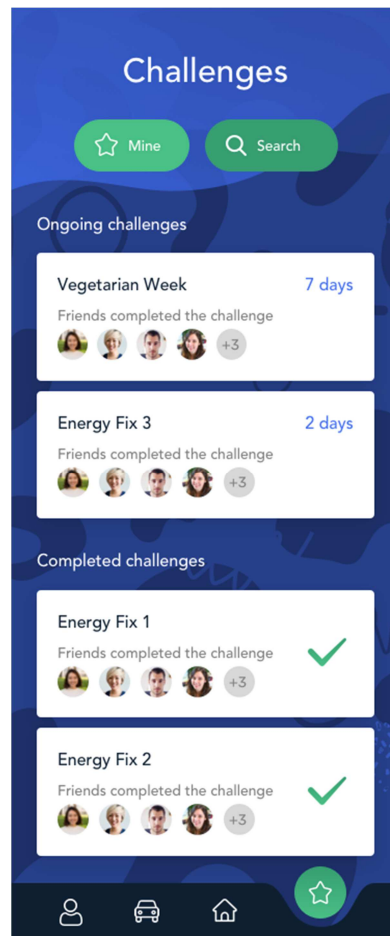 Challenges
Mine
Search
Ongoing challenges
Vegetarian Week
7 days
Friends completed the challenge
+3
Energy Fix 3
2 days
Friends completed the challenge
+3
Completed challenges
Energy Fix 1
Friends completed the challenge
+3
Energy Fix 2
Friends completed the challenge
+3